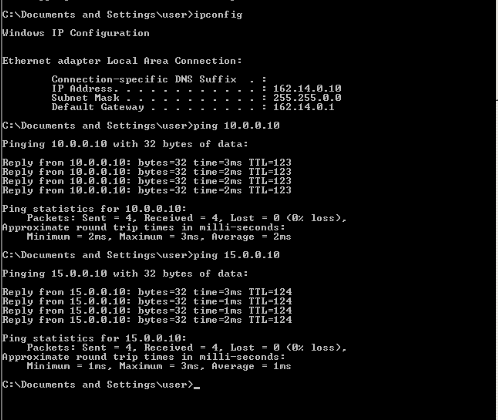 C:\Documents and Settings\user>ipconfig
Windows IP Configuration
Ethernet adapter Local Area Connection:
Connection-specific DNS Suffix . :
IP Address. . . . . . . . . . . . : 162.14.0.10
Subnet Mask . . . . . . . . . . . : 255.255.0.0
Default Gateway . . . . . . . . . : 162.14.0.1
C:\Documents and Settings\user>ping 10.0.0.10
Pinging 10.0.0.10 with 32 bytes of data:
Reply from 10.0.0.10: bytes=32 time=3ms TTL=123
Reply from 10.0.0.10: bytes=32 time=2ms TTL=123
Reply from 10.0.0.10: bytes=32 time=2ms TTL=123
Reply from 10.0.0.10: bytes=32 time=2ms TTL=123
Ping statistics for 10.0.0.10:
Packets: Sent = 4, Received = 4, Lost = 0 (0% loss),
Approximate round trip times in milli-seconds:
Minimum = 2ms, Maximum = 3ms, Average = 2ms
C:\Documents and Settings\user>ping 15.0.0.10
Pinging 15.0.0.10 with 32 bytes of data:
Reply from 15.0.0.10: bytes=32 time=3ms TTL=124
Reply from 15.0.0.10: bytes=32 time=1ms TTL=124
Reply from 15.0.0.10: bytes=32 time=1ms TTL=124
Reply from 15.0.0.10: bytes=32 time=2ms TTL=124
Ping statistics for 15.0.0.10:
Packets: Sent = 4, Received = 4, Lost = 0 (0% loss),
Approximate round trip times in milli-seconds:
Minimum = 1ms, Maximum = 3ms, Average = 1ms
C:\Documents and Settings\user>_